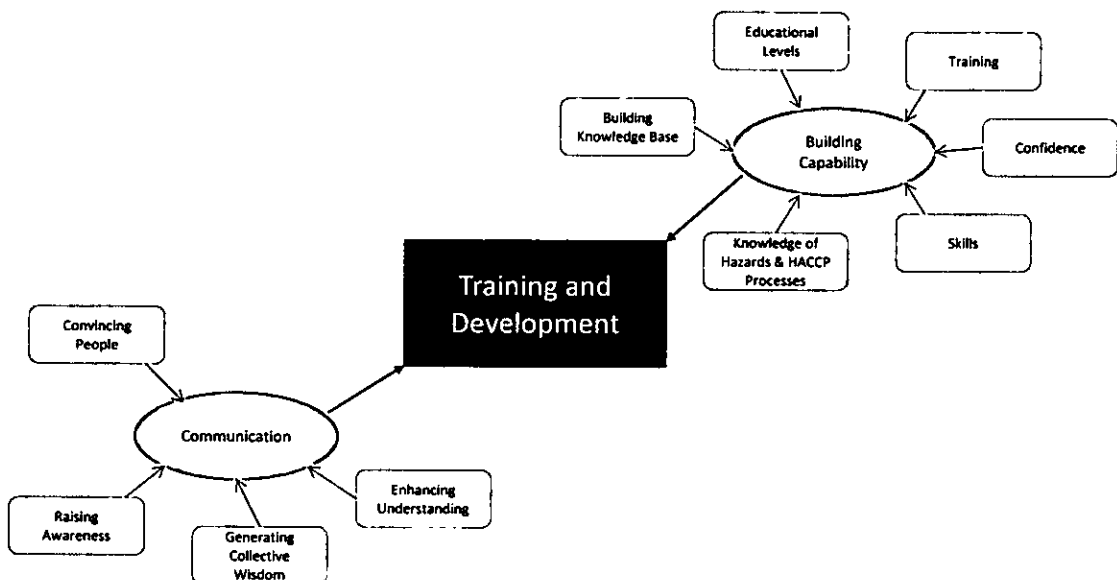 Educational
Levels
Training
Building
Knowledge Base
Building
Capability
Confidence
Knowledge of
Hazards & HACCP
Processes
Skills
Training and
Development
Convincing
People
Communication
Raising
Awareness
Generating
Collective
Wisdom
Enhancing
Understanding